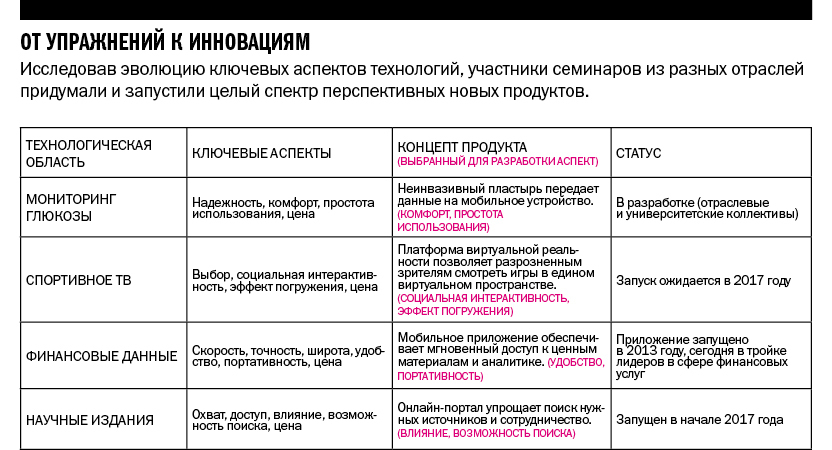 ОТ УПРАЖНЕНИЙ К ИННОВАЦИЯМ
Исследовав эволюцию ключевых аспектов технологий, участники семинаров из разных отраслей
придумали и запустили целый спектр перспективных новых продуктов.
ТЕХНОЛОГИЧЕСКАЯ
ОБЛАСТЬ
КЛЮЧЕВЫЕ АСПЕКТЫ
КОНЦЕПТ ПРОДУКТА
(ВЫБРАННЫЙ ДЛЯ РАЗРАБОТКИ АСПЕКТ)
СТАТУС
МОНИТОРИНГ
ГЛЮКОЗЫ
Надежность, комфорт, простота
использования, цена
Неинвазивный пластырь передает
данные на мобильное устройство.
(КОМФОРТ, ПРОСТОТА
ИСПОЛЬЗОВАНИЯ)
В разработке (отраслевые
и университетские коллективы)
СПОРТИВНОЕ ТВ
Выбор, социальная интерактив-
ность, эффект погружения, цена
Платформа виртуальной реаль-
ности позволяет разрозненным
зрителям смотреть игры в едином
виртуальном пространстве.
(СОЦИАЛЬНАЯ ИНТЕРАКТИВНОСТЬ,
ЭФФЕКТ ПОГРУЖЕНИЯ)
Запуск ожидается в 2017 году
ФИНАНСОВЫЕ ДАННЫЕ
Скорость, точность, широта, удоб-
ство, портативность, цена
Мобильное приложение обеспечи-
вает мгновенный доступ к ценным
материалам и аналитике. (УДОБСТВО,
ПОРТАТИВНОСТЬ)
Приложение запущено
в 2013 году, сегодня в тройке
лидеров в сфере финансовых
услуг
НАУЧНЫЕ ИЗДАНИЯ
Охват, доступ, влияние, возмож-
ность поиска, цена
Онлайн-портал упрощает поиск нуж-
ных источников и сотрудничество.
(ВЛИЯНИЕ, ВОЗМОЖНОСТЬ ПОИСКА)
Запущен в начале 2017 года